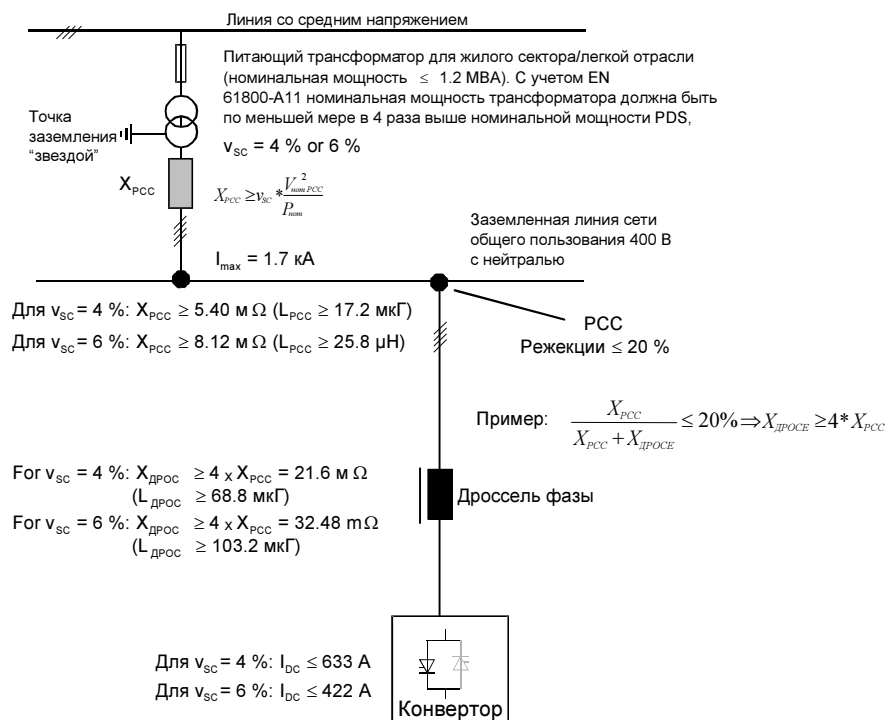 Линия со средним напряжением
Питающий трансформатор для жилого сектора/легкой отрасли
(номинальная мощность ≤ 1.2 МВА). С учетом EN
61800-A11 номинальная мощность трансформатора должна быть
по меньшей мере в 4 раза выше номинальной мощности PDS,
v_SC = 4 % or 6 %
Точка
заземления
“звездой”
X_PCC
X_PCC ≥ v_SC * V_nom PCC^2 / P_nom
I_max = 1.7 кА
Заземленная линия сети
общего пользования 400 В
с нейтралью
Для v_SC = 4 %: X_PCC ≥ 5.40 м Ω (L_PCC ≥ 17.2 мкГ)
Для v_SC = 6 %: X_PCC ≥ 8.12 м Ω (L_PCC ≥ 25.8 µH)
PCC
Режекции ≤ 20 %
Пример: X_PCC / (X_PCC + X_ДРОСЕ) ≤ 20% ⇒ X_ДРОСЕ ≥ 4* X_PCC
For v_SC = 4 %: X_ДРОС ≥ 4 x X_PCC = 21.6 м Ω
(L_ДРОС ≥ 68.8 мкГ)
For v_SC = 6 %: X_ДРОС ≥ 4 x X_PCC = 32.48 m Ω
(L_ДРОС ≥ 103.2 мкГ)
Дроссель фазы
Для v_SC = 4 %: I_DC ≤ 633 A
Для v_SC = 6 %: I_DC ≤ 422 A
Конвертор